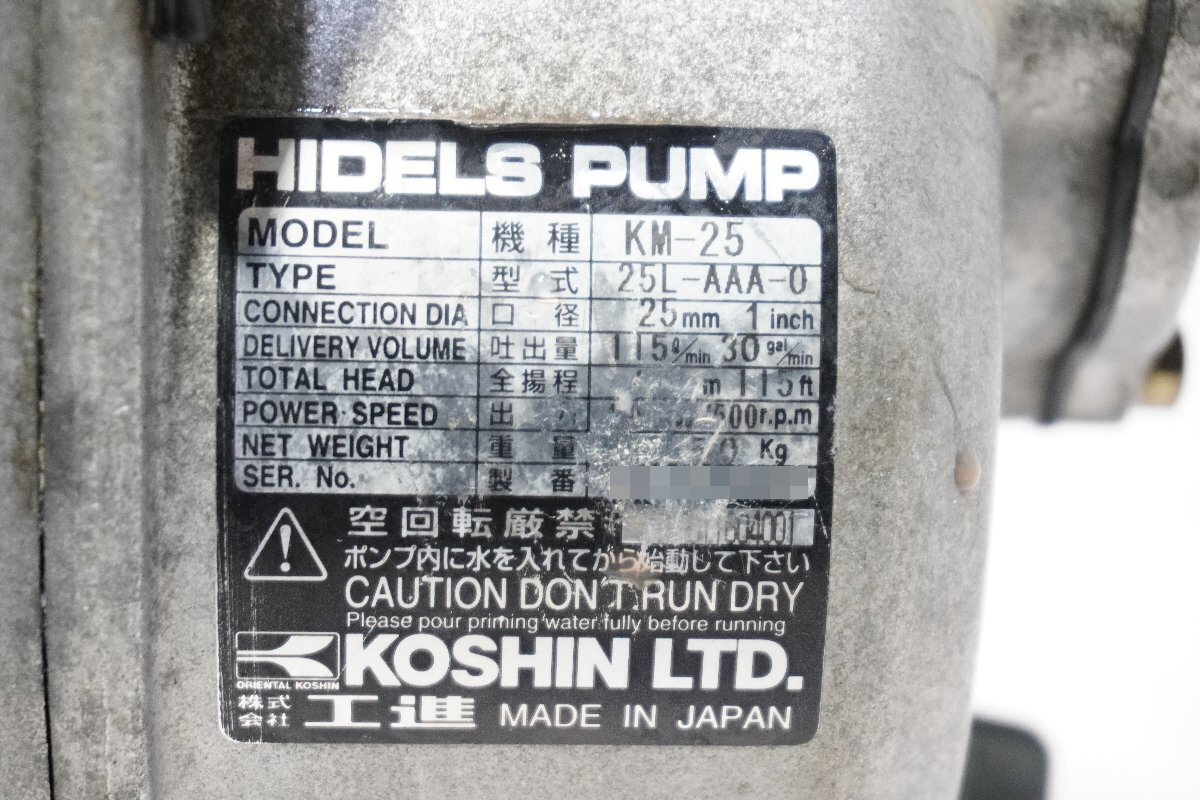 HIDELS PUMP
MODEL 機種 KM-25
TYPE 型式 25L-AAA-0
CONNECTION DIA 口径 25mm 1 inch
DELIVERY VOLUME 吐出量 115ℓ/min 30gal/min
TOTAL HEAD 全揚程 m 115ft
POWER·SPEED 出力 500r.p.m
NET WEIGHT 重量 Kg
SER. No. 製番
空回転厳禁 004001
ポンプ内に水を入れてから始動して下さい
CAUTION DON'T RUN DRY
Please pour priming water fully before running
ORIENTAL KOSHIN KOSHIN LTD.
株式会社 工進 MADE IN JAPAN